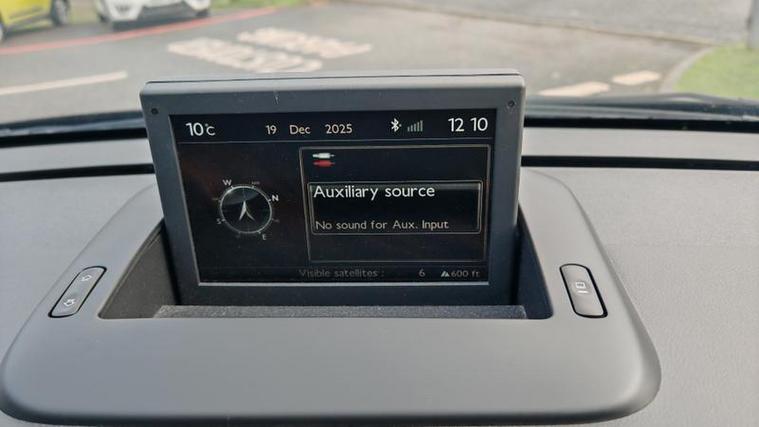 10°C 19 Dec 2025 12 10
Auxiliary source
No sound for Aux. Input
W
N
S
E
Visible satellites : 6 600 ft